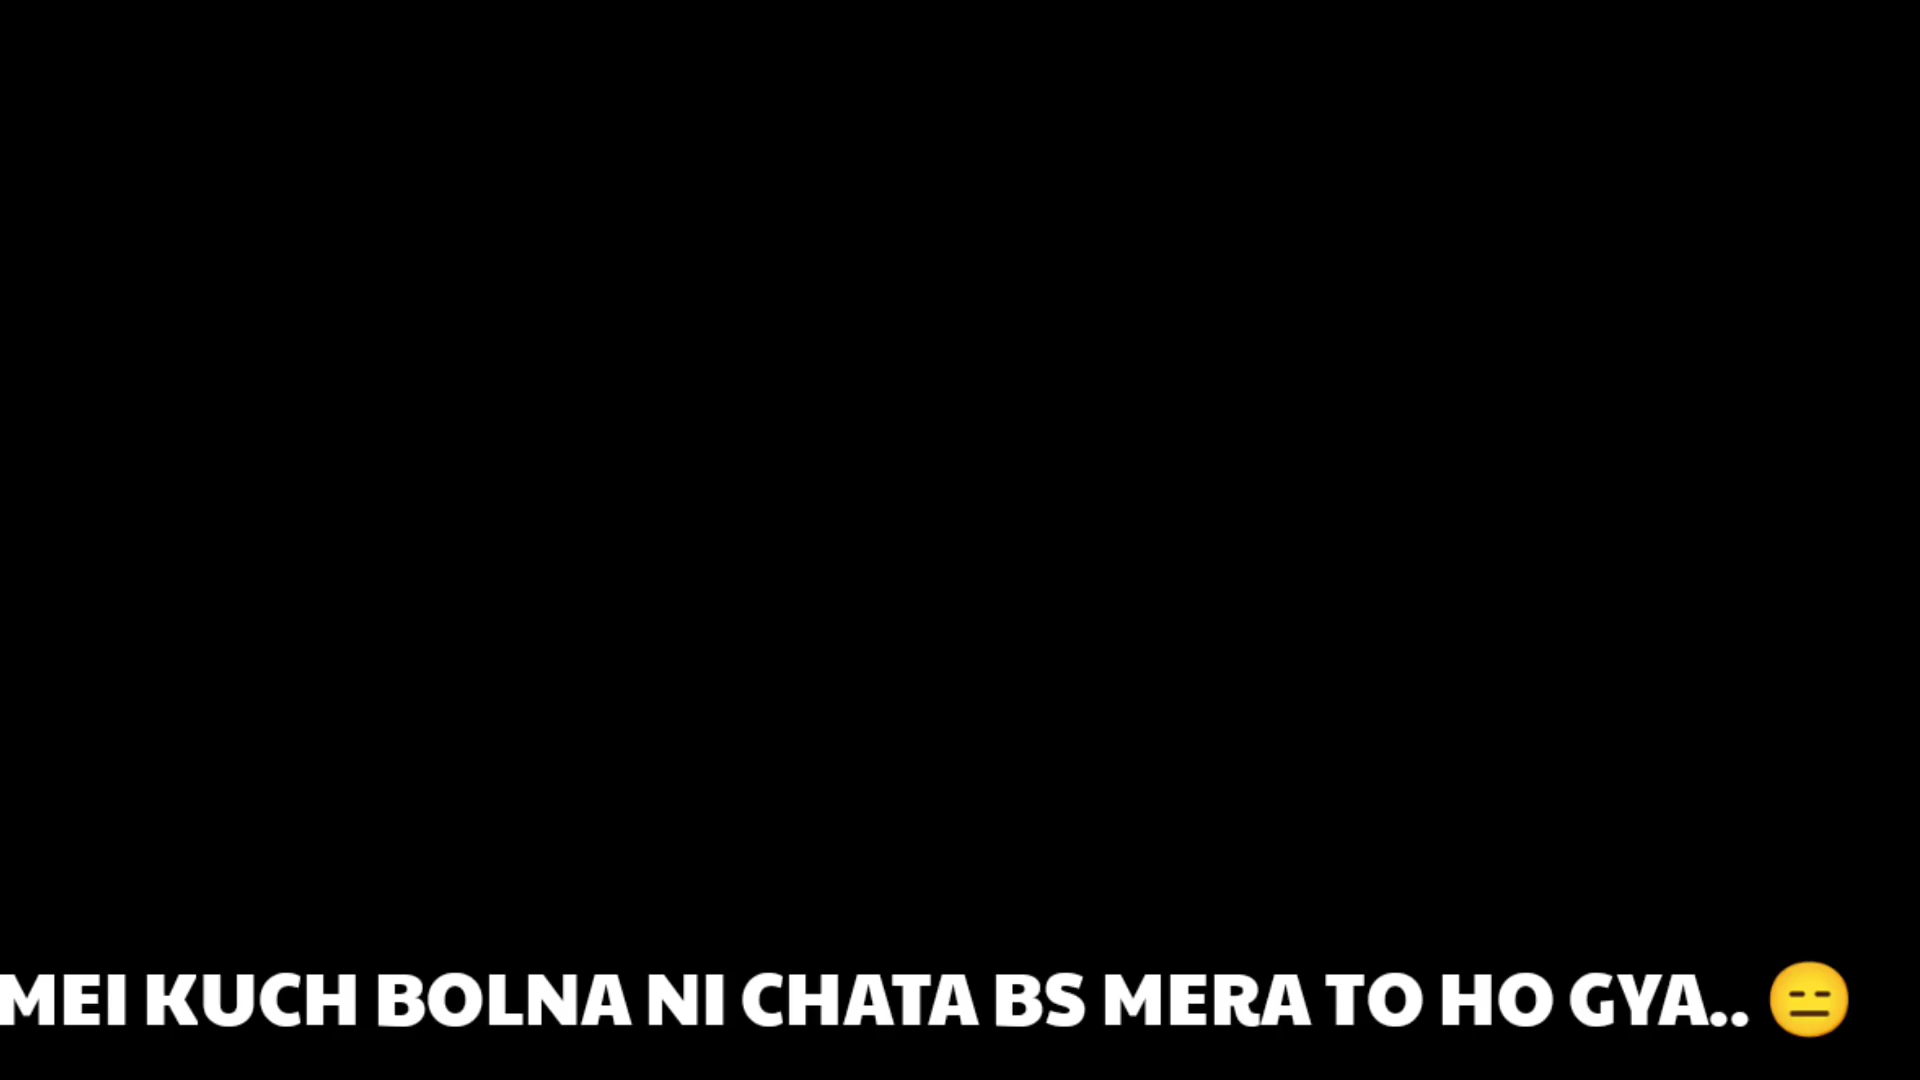 MEI KUCH BOLNA NI CHATA BS MERA TO HO GYA.. 😑